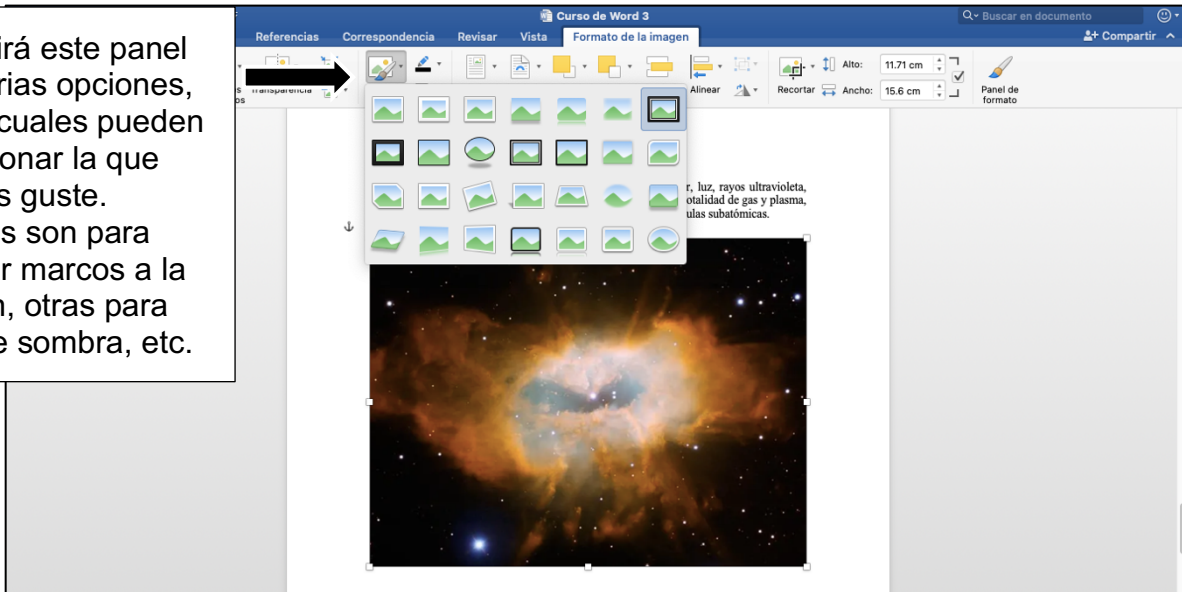 Curso de Word 3
Buscar en documento
Referencias Correspondencia Revisar Vista Formato de la imagen Compartir
Alto: 11.71 cm
Transparencia
Alinear
Recortar Ancho: 15.6 cm
Panel de
formato
irá este panel
rias opciones,
cuales pueden
onar la que
s guste.
s son para
r marcos a la
, otras para
e sombra, etc.
r, luz, rayos ultravioleta,
otalidad de gas y plasma,
ulas subatómicas.